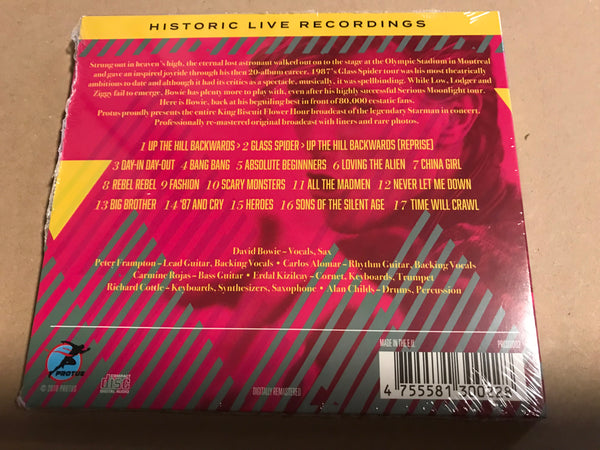 HISTORIC LIVE RECORDINGS
Strung out in heaven's high, the eternal lost astronaut walked out on to the stage at the Olympic Stadium in Montreal
and gave an inspired joyride through his then 20-album career. 1987's Glass Spider tour was his most theatrically
ambitious to date and although it had its critics as a spectacle, musically, it was spellbinding. While Low, Lodger and
Ziggy fail to emerge, Bowie has plenty more to play with, even after his highly successful Serious Moonlight tour.
Here is Bowie, back at his beguiling best in front of 80,000 ecstatic fans.
Protus proudly presents the entire King Biscuit Flower Hour broadcast of the legendary Starman in concert.
Professionally re-mastered original broadcast with liners and rare photos.
1 UP THE HILL BACKWARDS > 2 GLASS SPIDER > UP THE HILL BACKWARDS (REPRISE)
3 DAY-IN DAY-OUT 4 BANG BANG 5 ABSOLUTE BEGINNNERS 6 LOVING THE ALIEN 7 CHINA GIRL
8 REBEL REBEL 9 FASHION 10 SCARY MONSTERS 11 ALL THE MADMEN 12 NEVER LET ME DOWN
13 BIG BROTHER 14 '87 AND CRY 15 HEROES 16 SONS OF THE SILENT AGE 17 TIME WILL CRAWL
David Bowie – Vocals, Sax
Peter Frampton – Lead Guitar, Backing Vocals • Carlos Alomar – Rhythm Guitar, Backing Vocals
Carmine Rojas – Bass Guitar • Erdal Kizilcay – Cornet, Keyboards, Trumpet
Richard Cottle – Keyboards, Synthesizers, Saxophone • Alan Childs – Drums, Percussion
MADE IN THE E.U.
PROTUS
© 2016 PROTUS
COMPACT
disc
DIGITAL AUDIO
DIGITALLY REMASTERED
4 755581 300229